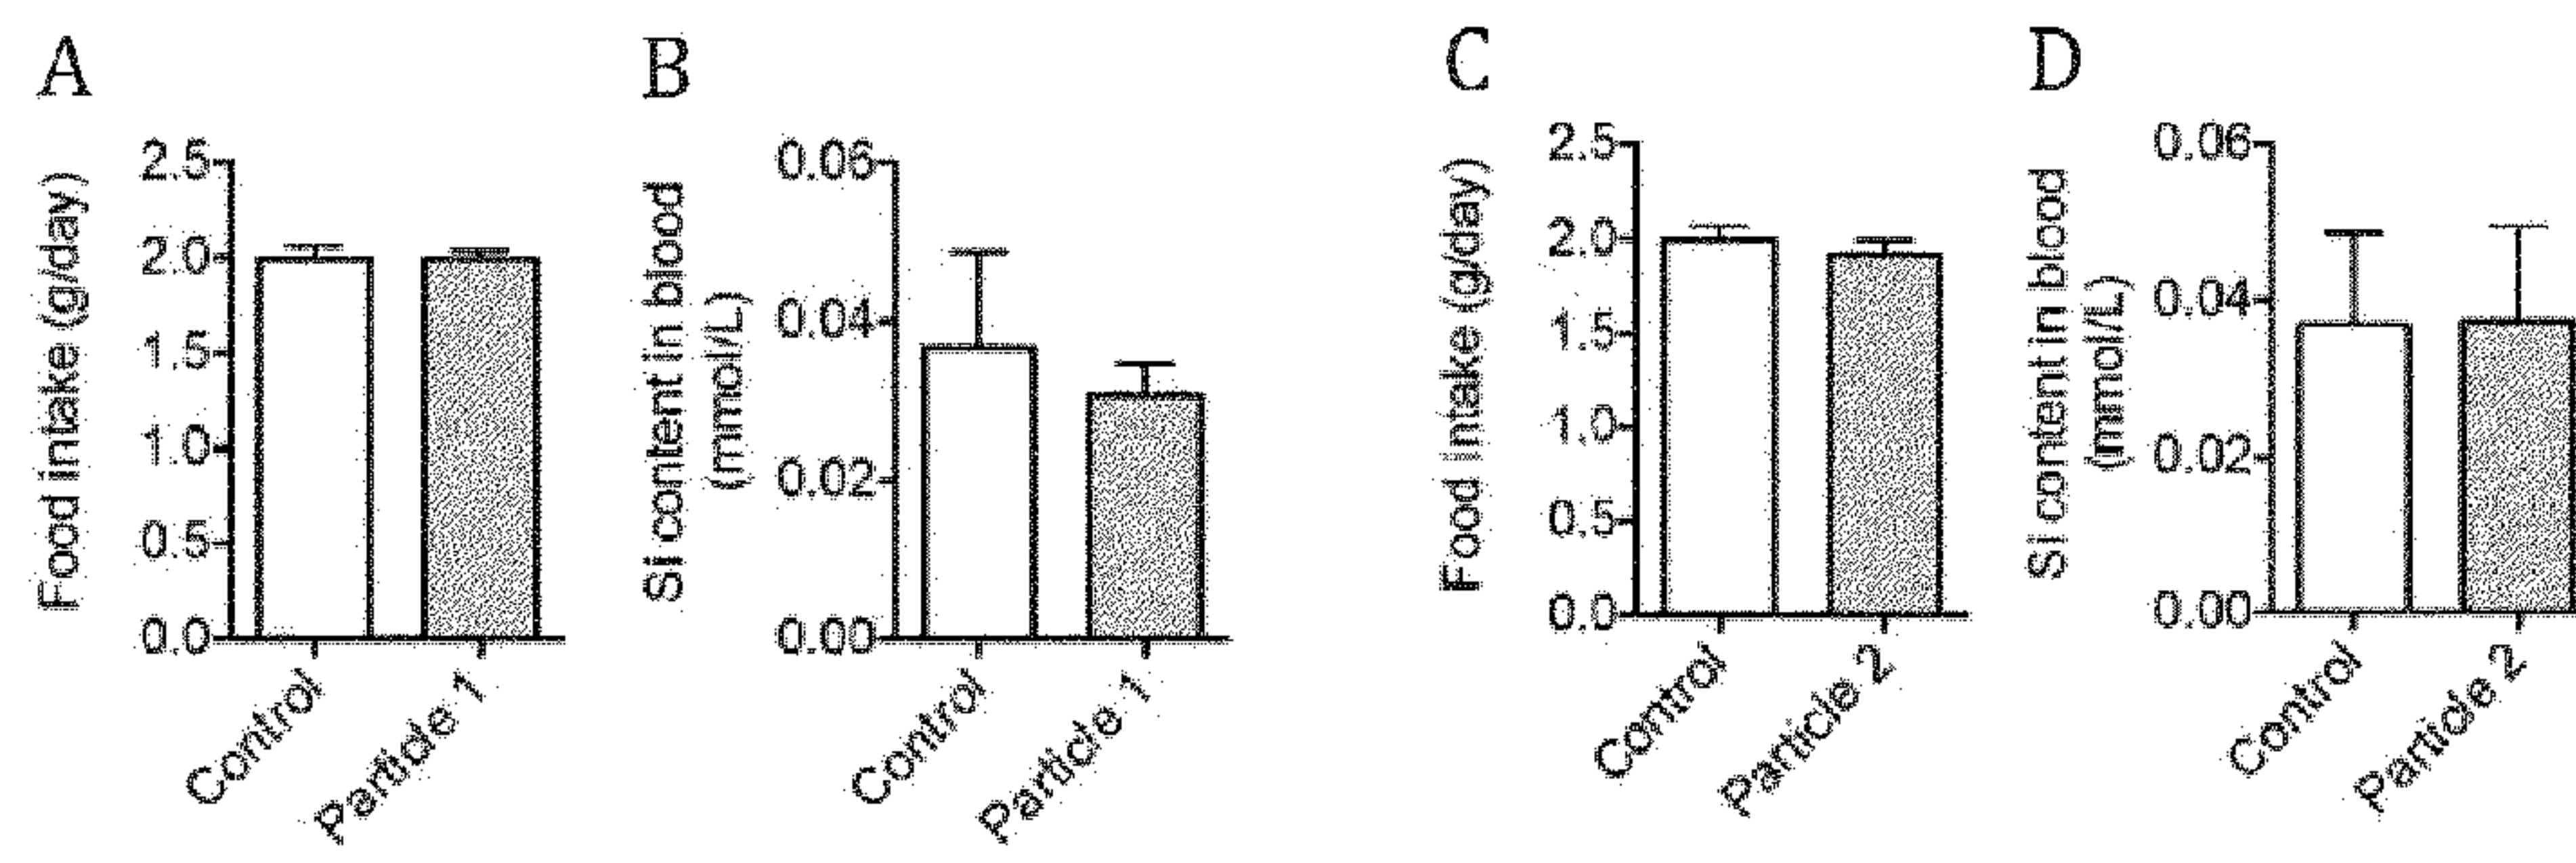 A
Food intake (g/day)
2.5
2.0
1.5
1.0
0.5
0.0
Control
Particle 1
B
Si content in blood
(mmol/L)
0.06
0.04
0.02
0.00
Control
Particle 1
C
Food intake (g/day)
2.5
2.0
1.5
1.0
0.5
0.0
Control
Particle 2
D
Si content in blood
(mmol/L)
0.06
0.04
0.02
0.00
Control
Particle 2